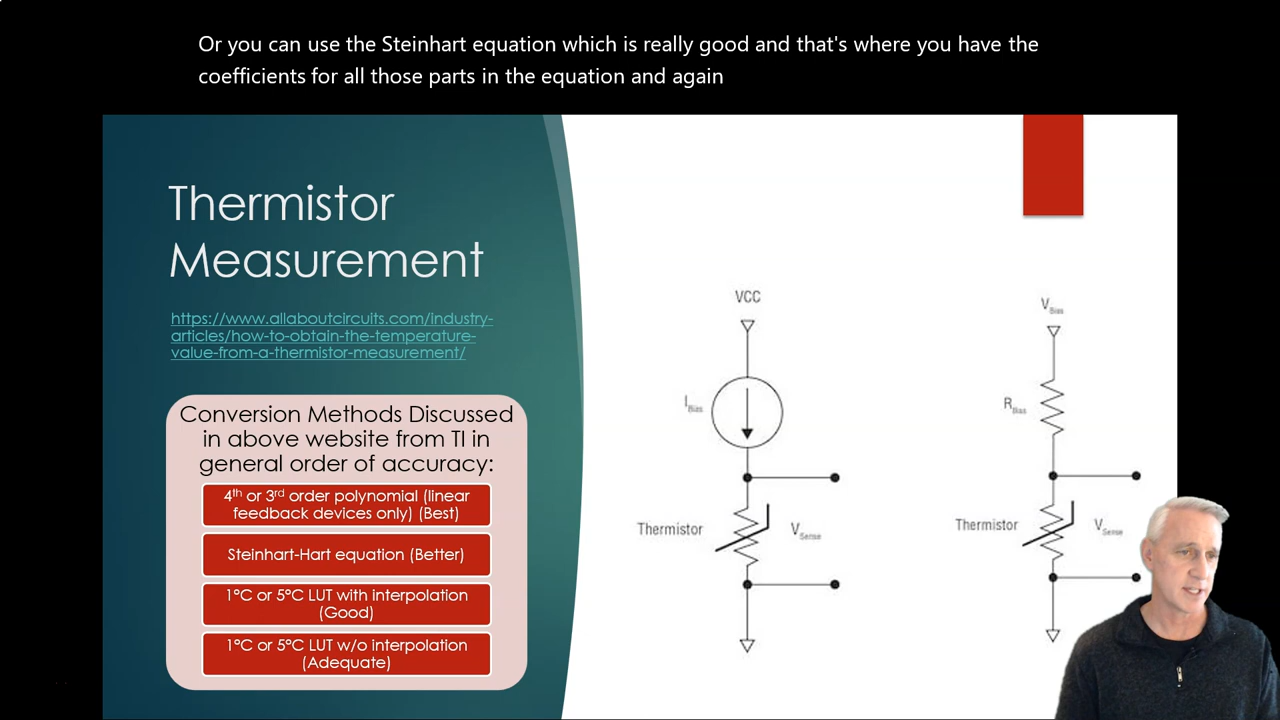 Or you can use the Steinhart equation which is really good and that's where you have the
coefficients for all those parts in the equation and again
Thermistor
Measurement
https://www.allaboutcircuits.com/industry-
articles/how-to-obtain-the-temperature-
value-from-a-thermistor-measurement/
Conversion Methods Discussed
in above website from TI in
general order of accuracy:
4th or 3rd order polynomial (linear
feedback devices only) (Best)
Steinhart-Hart equation (Better)
1°C or 5°C LUT with interpolation
(Good)
1°C or 5°C LUT w/o interpolation
(Adequate)
VCC
IBias
Thermistor
VSense
VBias
RBias
Thermistor
VSense